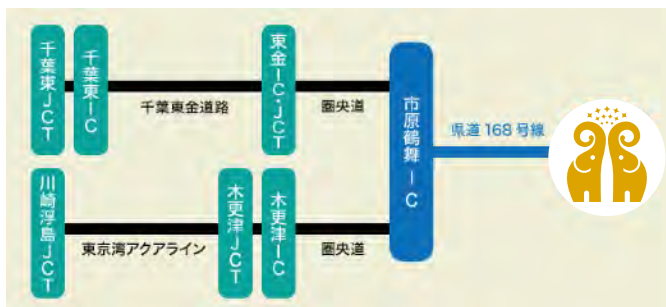 千葉東JCT
千葉東IC
千葉東金道路
東金IC・JCT
圏央道
市原鶴舞IC
県道168号線
川崎浮島JCT
東京湾アクアライン
木更津JCT
木更津IC
圏央道